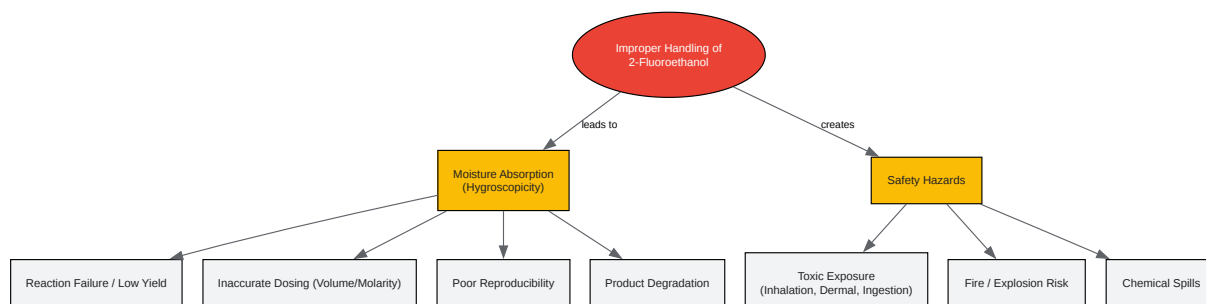 Improper Handling of
2-Fluoroethanol
leads to
creates
Moisture Absorption
(Hygroscopicity)
Safety Hazards
Reaction Failure / Low Yield
Inaccurate Dosing (Volume/Molarity)
Poor Reproducibility
Product Degradation
Toxic Exposure
(Inhalation, Dermal, Ingestion)
Fire / Explosion Risk
Chemical Spills